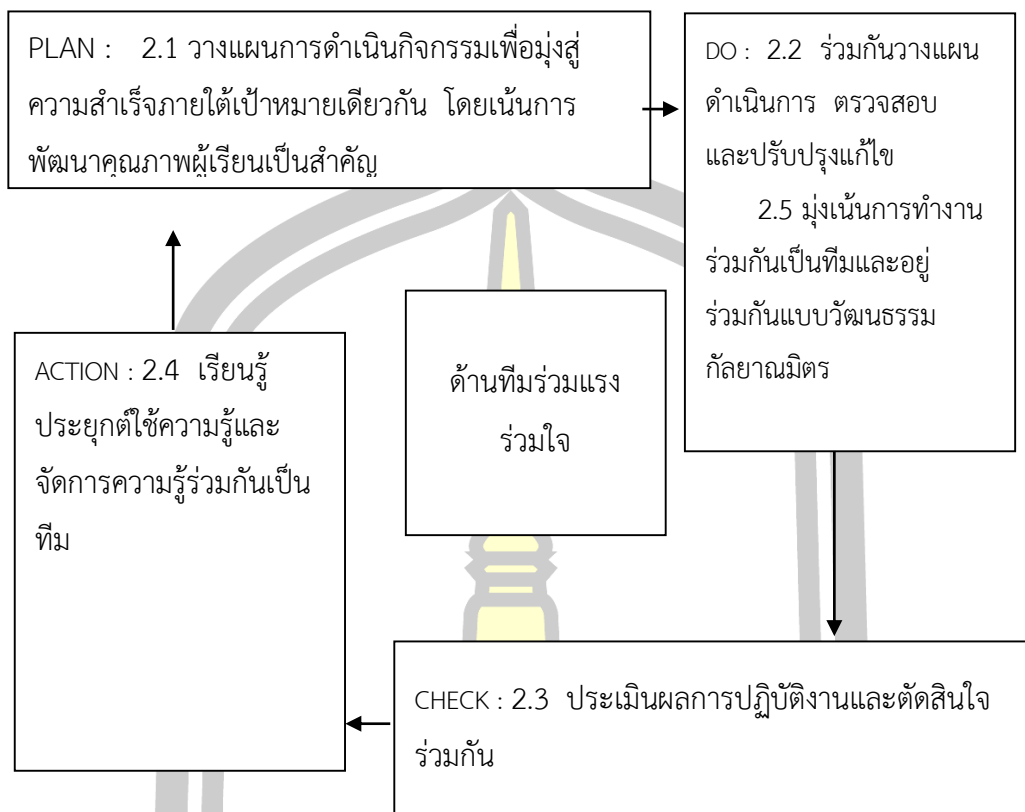 PLAN : 2.1 วางแผนการดำเนินกิจกรรมเพื่อมุ่งสู่
ความสำเร็จภายใต้เป้าหมายเดียวกัน โดยเน้นการ
พัฒนาคุณภาพผู้เรียนเป็นสำคัญ
DO : 2.2 ร่วมกันวางแผน
ดำเนินการ ตรวจสอบ
และปรับปรุงแก้ไข
2.5 มุ่งเน้นการทำงาน
ร่วมกันเป็นทีมและอยู่
ร่วมกันแบบวัฒนธรรม
กัลยาณมิตร
ด้านทีมร่วมแรง
ร่วมใจ
ACTION : 2.4 เรียนรู้
ประยุกต์ใช้ความรู้และ
จัดการความรู้ร่วมกันเป็น
ทีม
CHECK : 2.3 ประเมินผลการปฏิบัติงานและตัดสินใจ
ร่วมกัน